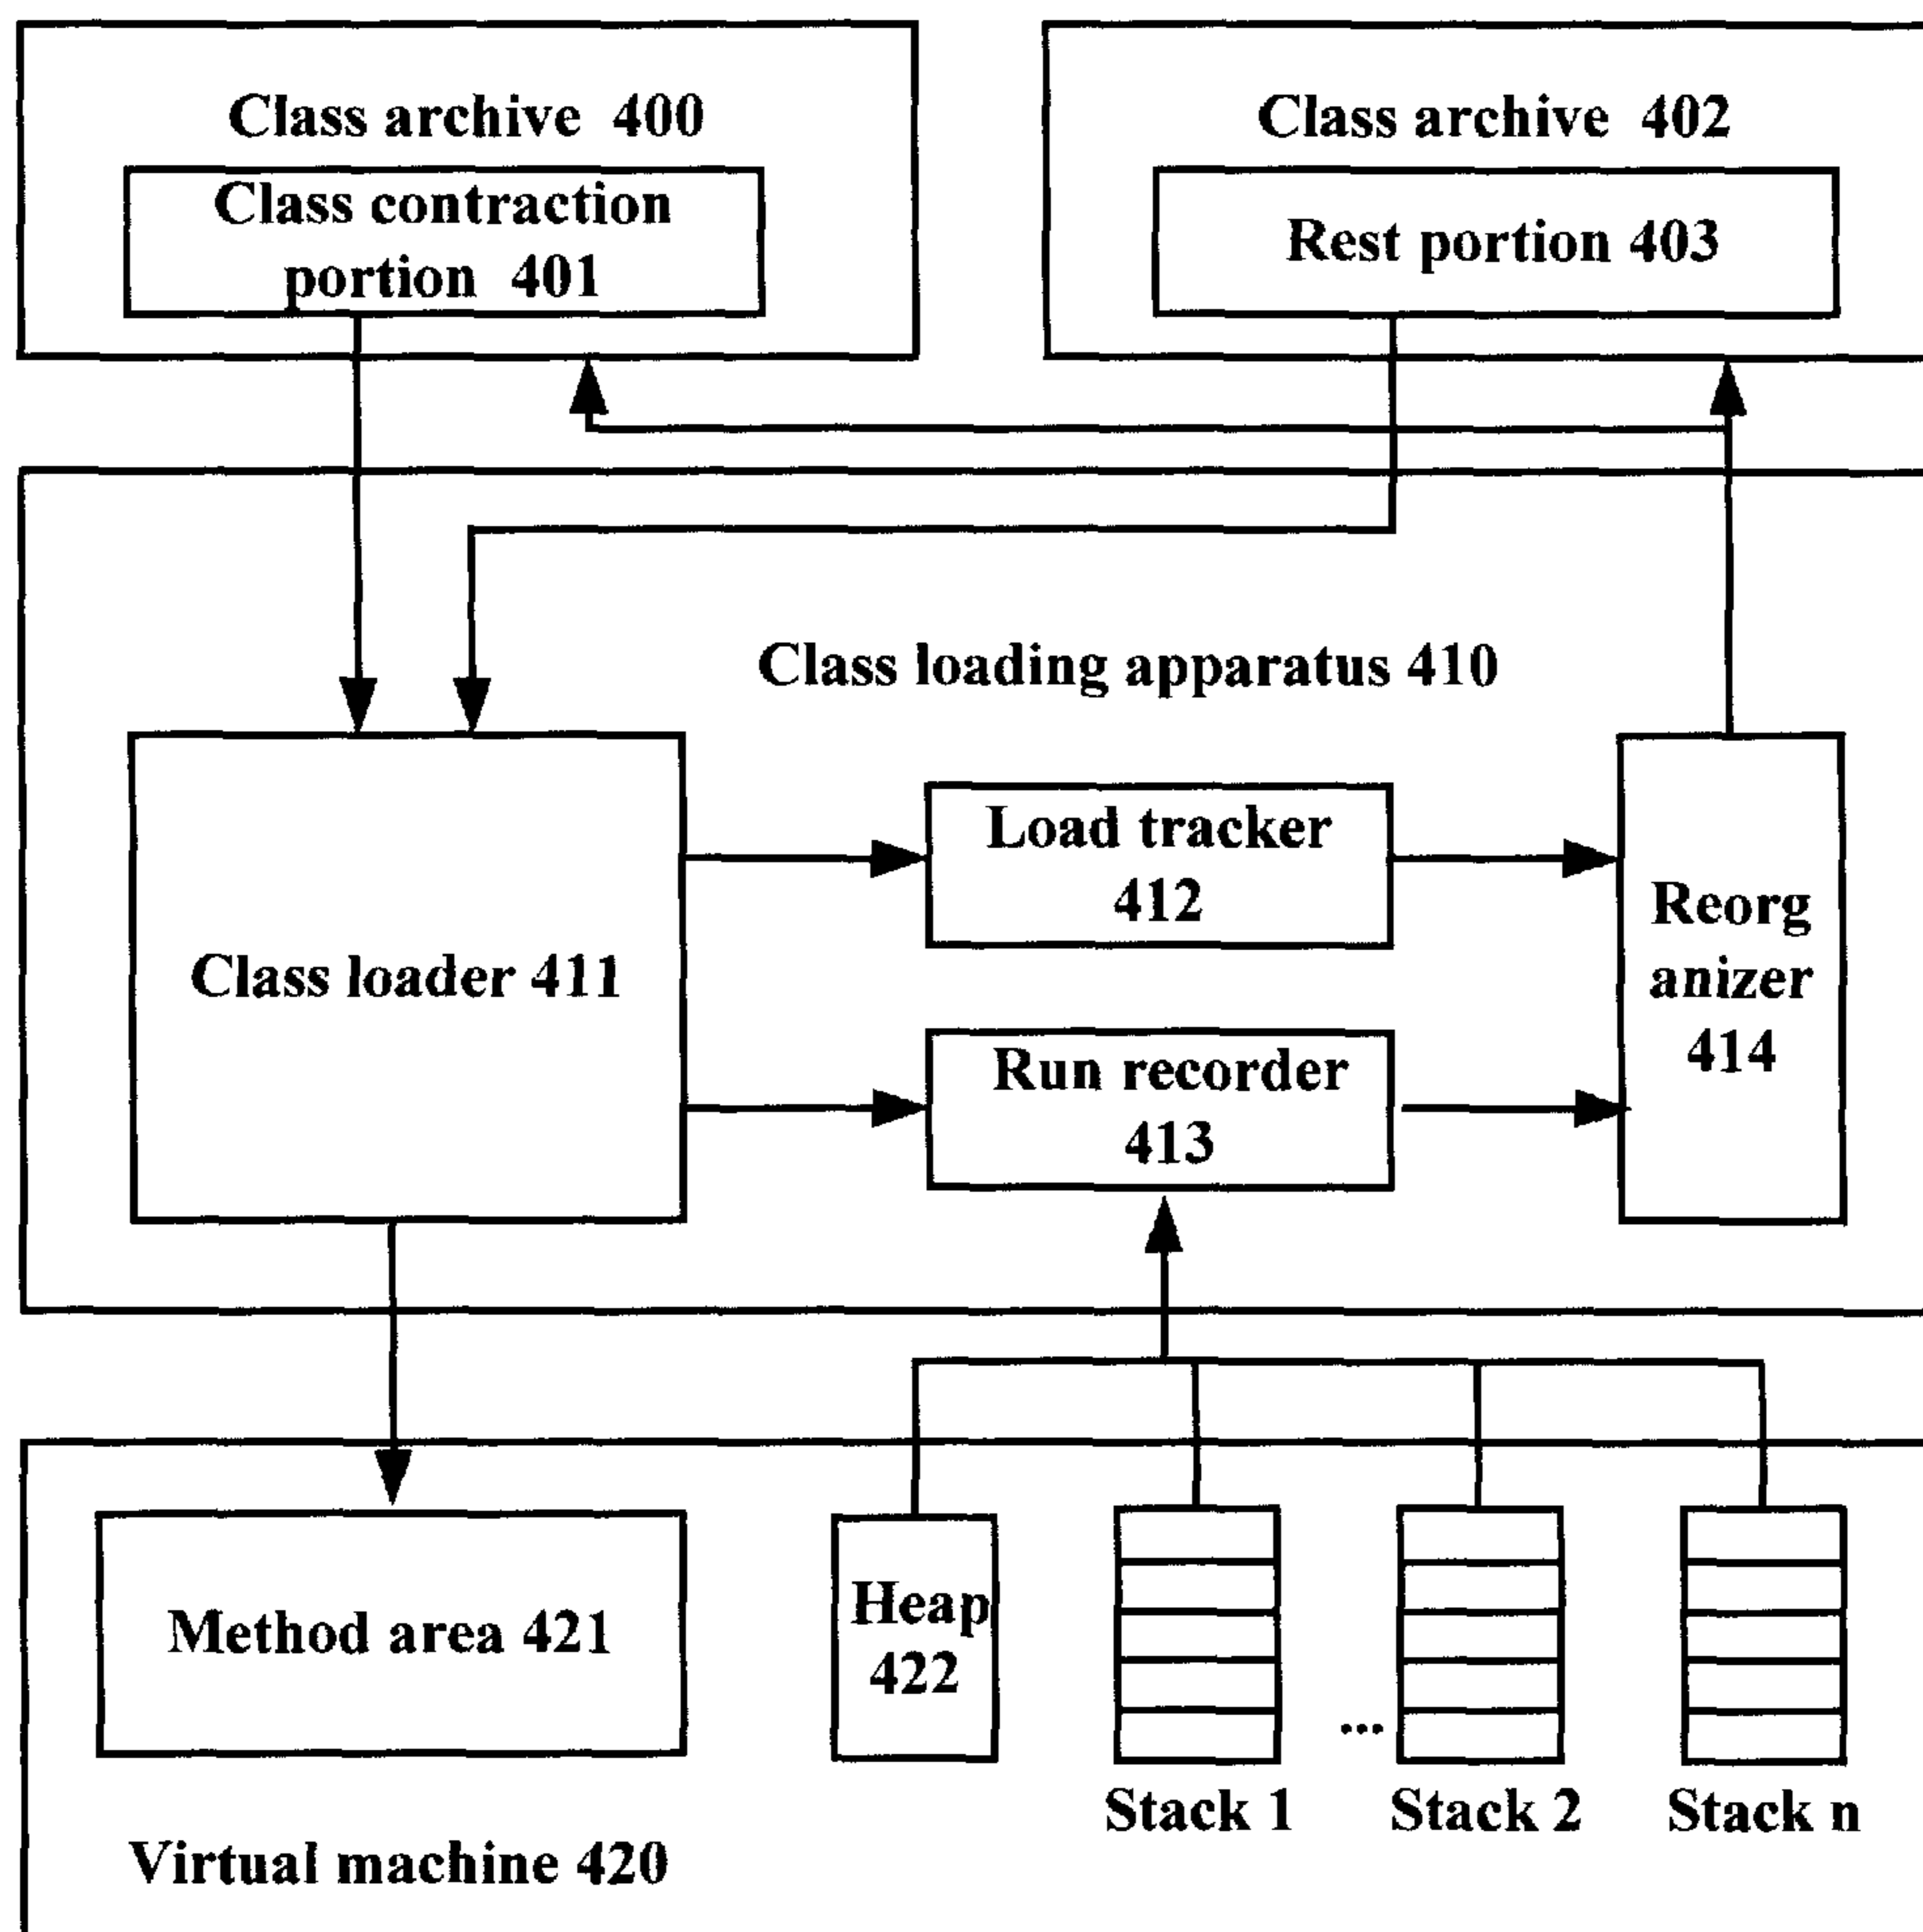 Class archive 400
Class archive 402
Class contraction
portion 401
Rest portion 403
Class loading apparatus 410
Class loader 411
Load tracker
412
Run recorder
413
Reorg
anizer
414
Method area 421
Heap
422
...
Stack 1
Stack 2
Stack n
Virtual machine 420